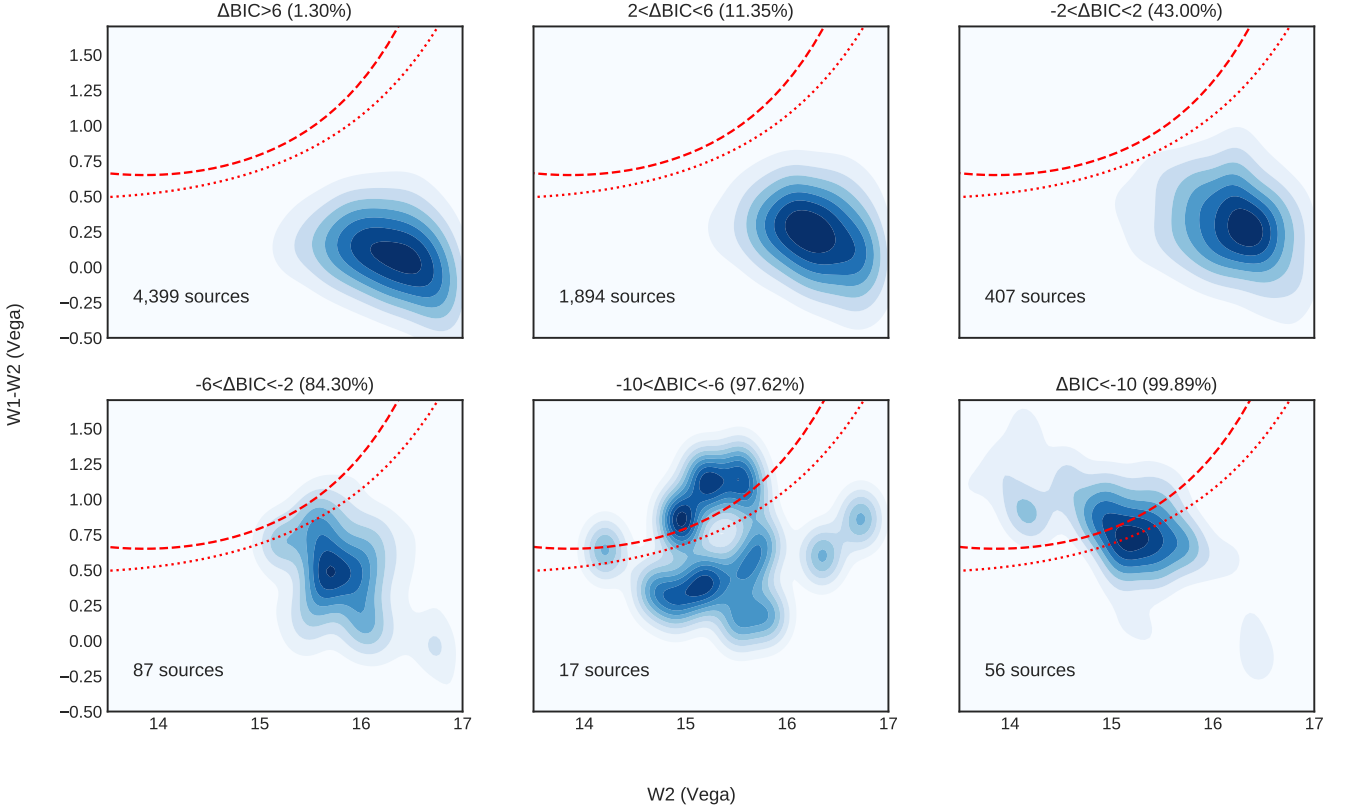 ΔBIC>6 (1.30%) 2<ΔBIC<6 (11.35%) -2<ΔBIC<2 (43.00%)
1.50
1.25
1.00
0.75
0.50
0.25
0.00
−0.25
−0.50
4,399 sources 1,894 sources 407 sources
W1-W2 (Vega)
-6<ΔBIC<-2 (84.30%) -10<ΔBIC<-6 (97.62%) ΔBIC<-10 (99.89%)
1.50
1.25
1.00
0.75
0.50
0.25
0.00
−0.25
−0.50
87 sources 17 sources 56 sources
14 15 16 17 14 15 16 17 14 15 16 17
W2 (Vega)